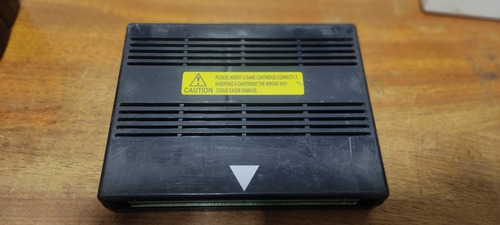 PLEASE INSERT A GAME CARTRIDGE CORRECTLY.
INSERTING A CARTRIDGE THE WRONG WAY
CAUTION COULD CAUSE DAMAGE.